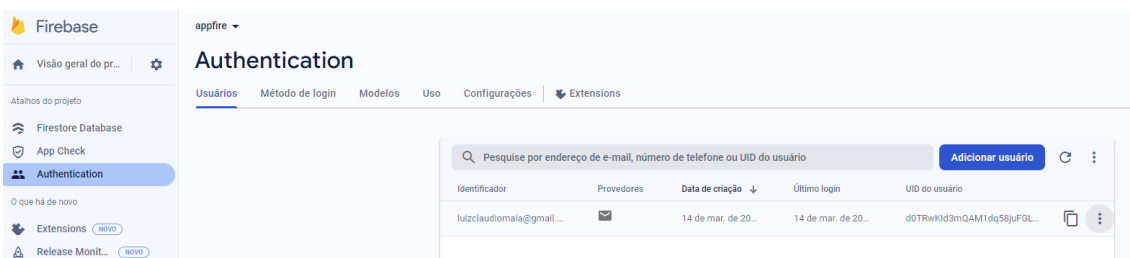 Firebase
appfire
Visão geral do pr...
Authentication
Usuários Método de login Modelos Uso Configurações Extensions
Atalhos do projeto
Firestore Database
App Check
Authentication
O que há de novo
Extensions NOVO
Release Monit... NOVO
Pesquise por endereço de e-mail, número de telefone ou UID do usuário Adicionar usuário
Identificador Provedores Data de criação Último login UID do usuário
luizclaudiomaia@gmail.... 14 de mar. de 20... 14 de mar. de 20... d0TRwKId3mQAM1dq58juFGL...